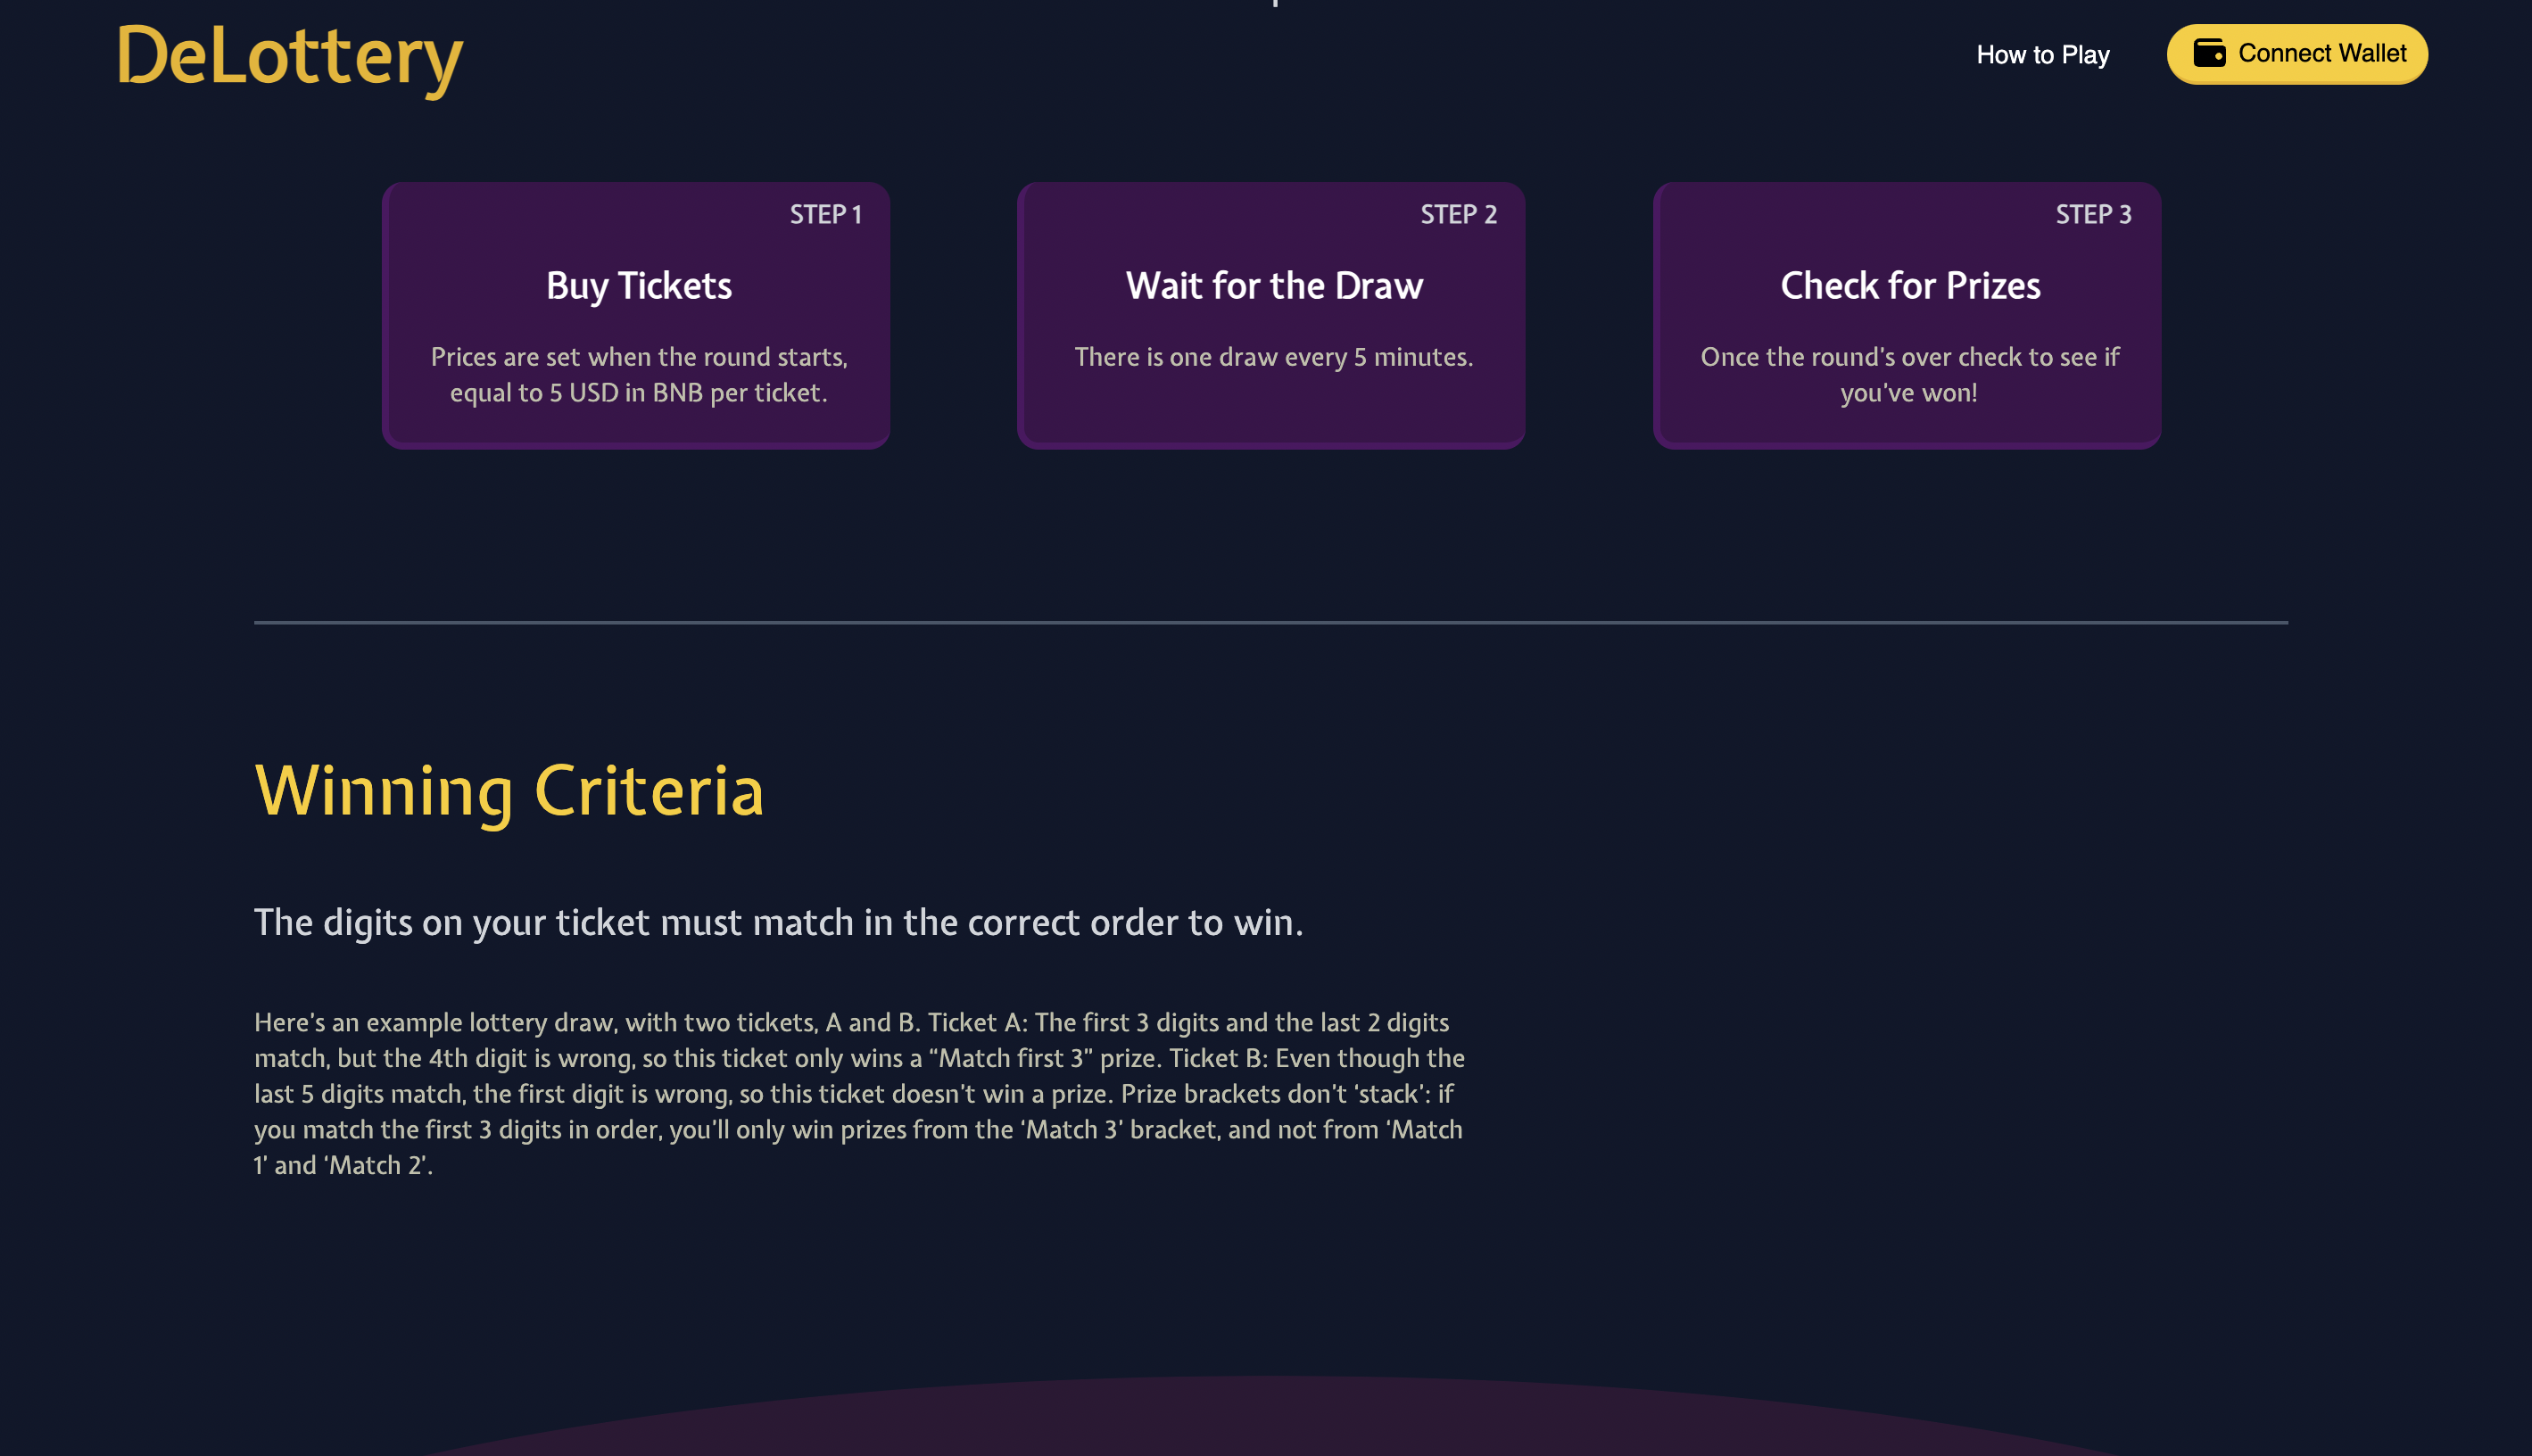 DeLottery
How to Play
Connect Wallet
STEP 1
Buy Tickets
Prices are set when the round starts,
equal to 5 USD in BNB per ticket.
STEP 2
Wait for the Draw
There is one draw every 5 minutes.
STEP 3
Check for Prizes
Once the round's over check to see if
you've won!
Winning Criteria
The digits on your ticket must match in the correct order to win.
Here's an example lottery draw, with two tickets, A and B. Ticket A: The first 3 digits and the last 2 digits
match, but the 4th digit is wrong, so this ticket only wins a “Match first 3” prize. Ticket B: Even though the
last 5 digits match, the first digit is wrong, so this ticket doesn't win a prize. Prize brackets don't ‘stack’: if
you match the first 3 digits in order, you'll only win prizes from the ‘Match 3’ bracket, and not from ‘Match
1’ and ‘Match 2’.